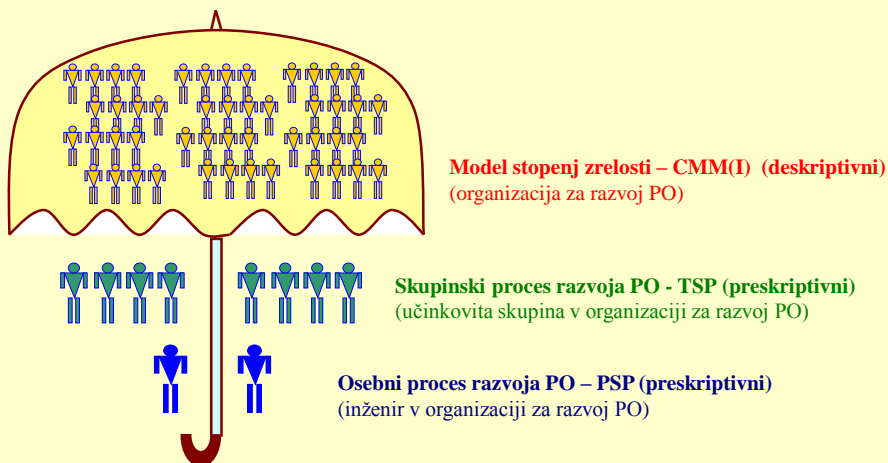 Model stopenj zrelosti – CMM(I) (deskriptivni)
(organizacija za razvoj PO)
Skupinski proces razvoja PO - TSP (preskriptivni)
(učinkovita skupina v organizaciji za razvoj PO)
Osebni proces razvoja PO – PSP (preskriptivni)
(inženir v organizaciji za razvoj PO)